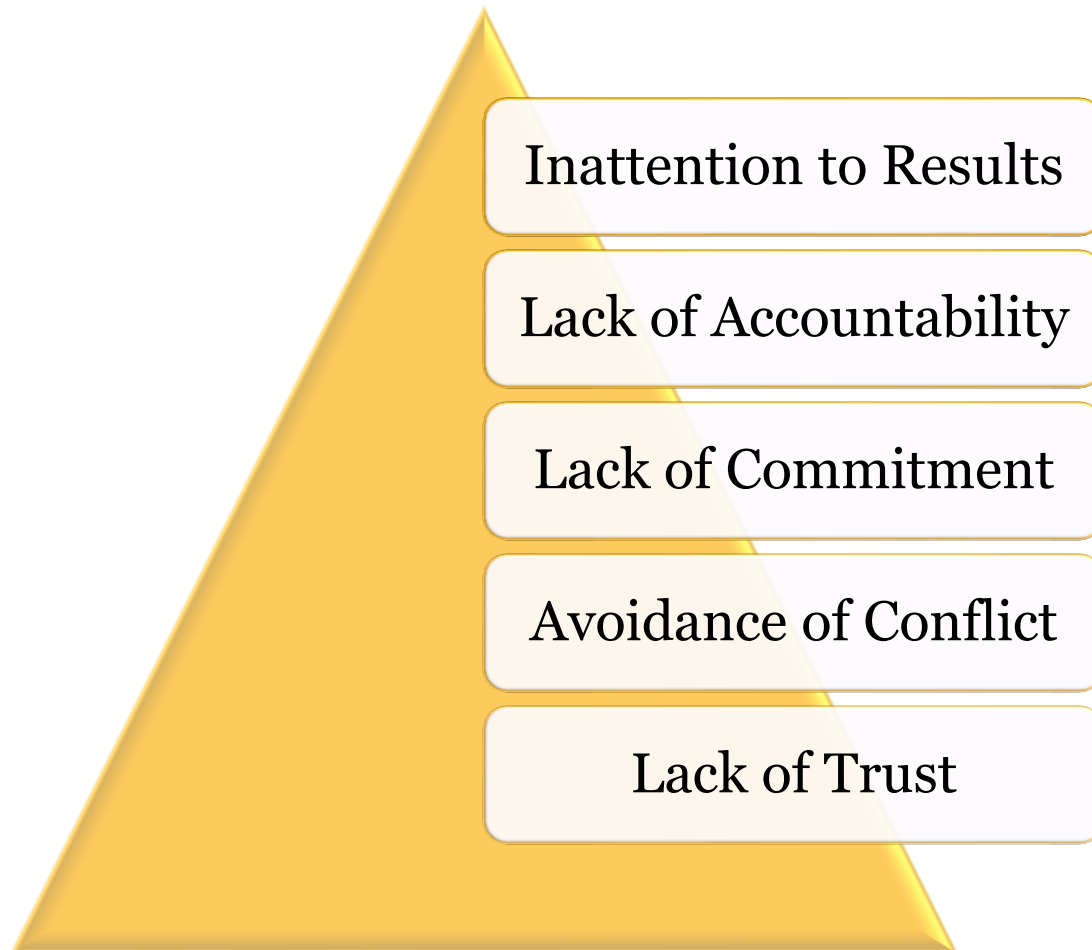 Inattention to Results
Lack of Accountability
Lack of Commitment
Avoidance of Conflict
Lack of Trust